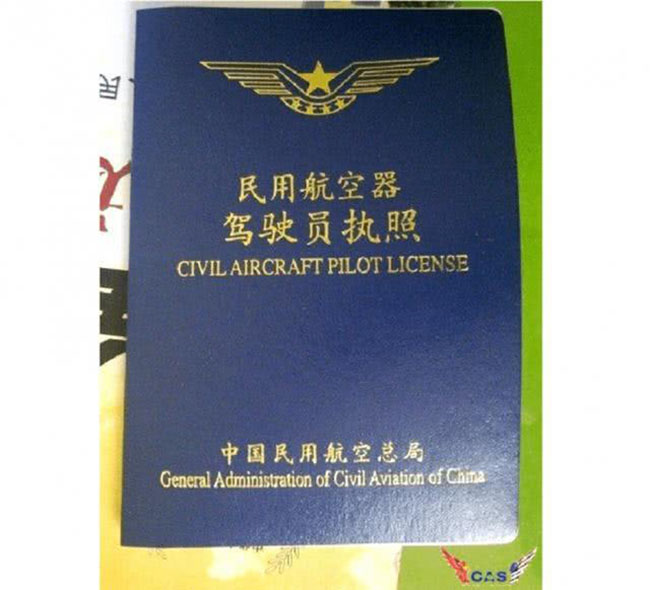 民用航空器
驾驶员执照
CIVIL AIRCRAFT PILOT LICENSE
中国民用航空总局
General Administration of Civil Aviation of China
CAS